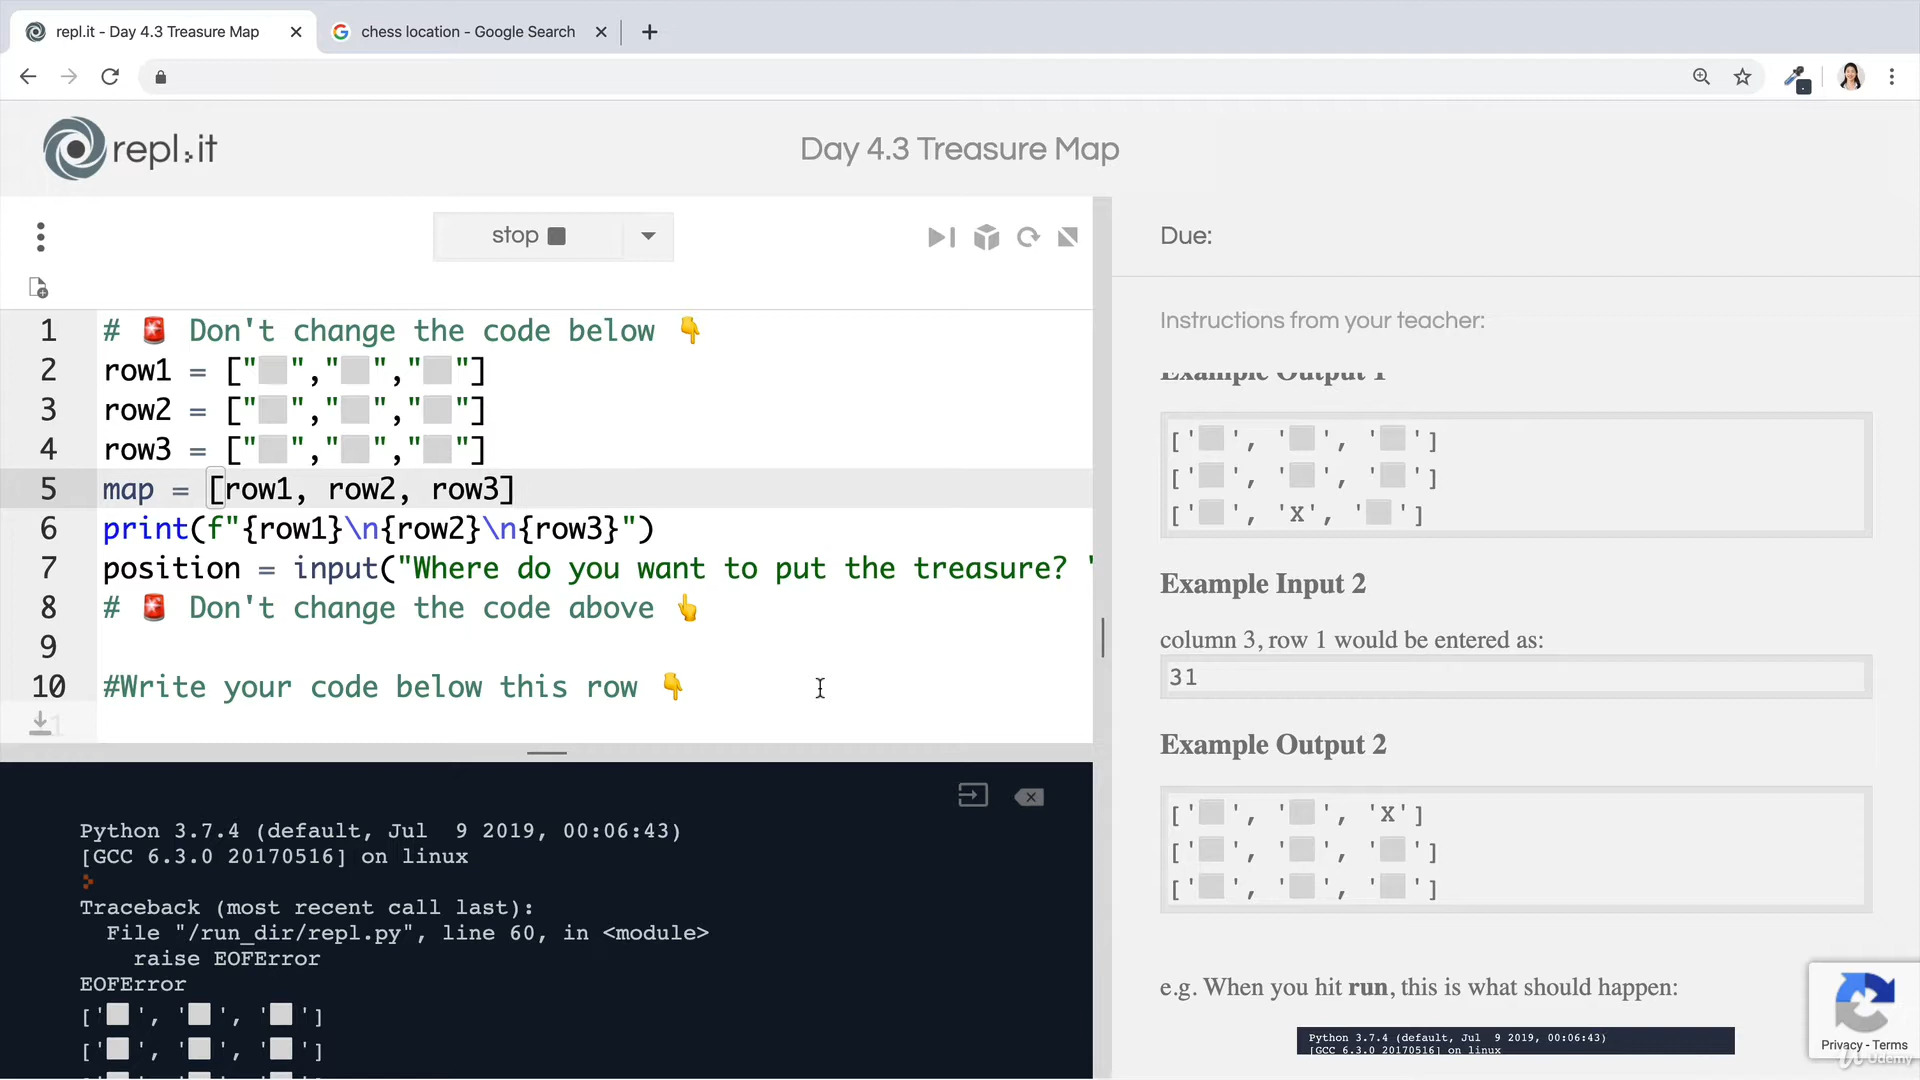 repl.it - Day 4.3 Treasure Map
chess location - Google Search
repl.it
Day 4.3 Treasure Map
stop
Due:
Instructions from your teacher:
1 # 🚨 Don't change the code below 👇
2 row1 = ["⬜️","⬜️","⬜️"]
3 row2 = ["⬜️","⬜️","⬜️"]
4 row3 = ["⬜️","⬜️","⬜️"]
5 map = [row1, row2, row3]
6 print(f"{row1}\n{row2}\n{row3}")
7 position = input("Where do you want to put the treasure? "
8 # 🚨 Don't change the code above 👆
9
10 #Write your code below this row 👇
Python 3.7.4 (default, Jul  9 2019, 00:06:43)
[GCC 6.3.0 20170516] on linux
Traceback (most recent call last):
File "/run_dir/repl.py", line 60, in <module>
raise EOFError
EOFError
['⬜️', '⬜️', '⬜️']
['⬜️', '⬜️', '⬜️']
Example Output 1
['⬜️', '⬜️', '⬜️']
['⬜️', '⬜️', '⬜️']
['⬜️', 'X', '⬜️']
Example Input 2
column 3, row 1 would be entered as:
31
Example Output 2
['⬜️', '⬜️', 'X']
['⬜️', '⬜️', '⬜️']
['⬜️', '⬜️', '⬜️']
e.g. When you hit run, this is what should happen:
Python 3.7.4 (default, Jul  9 2019, 00:06:43)
[GCC 6.3.0 20170516] on linux
Privacy - Terms
Udemy